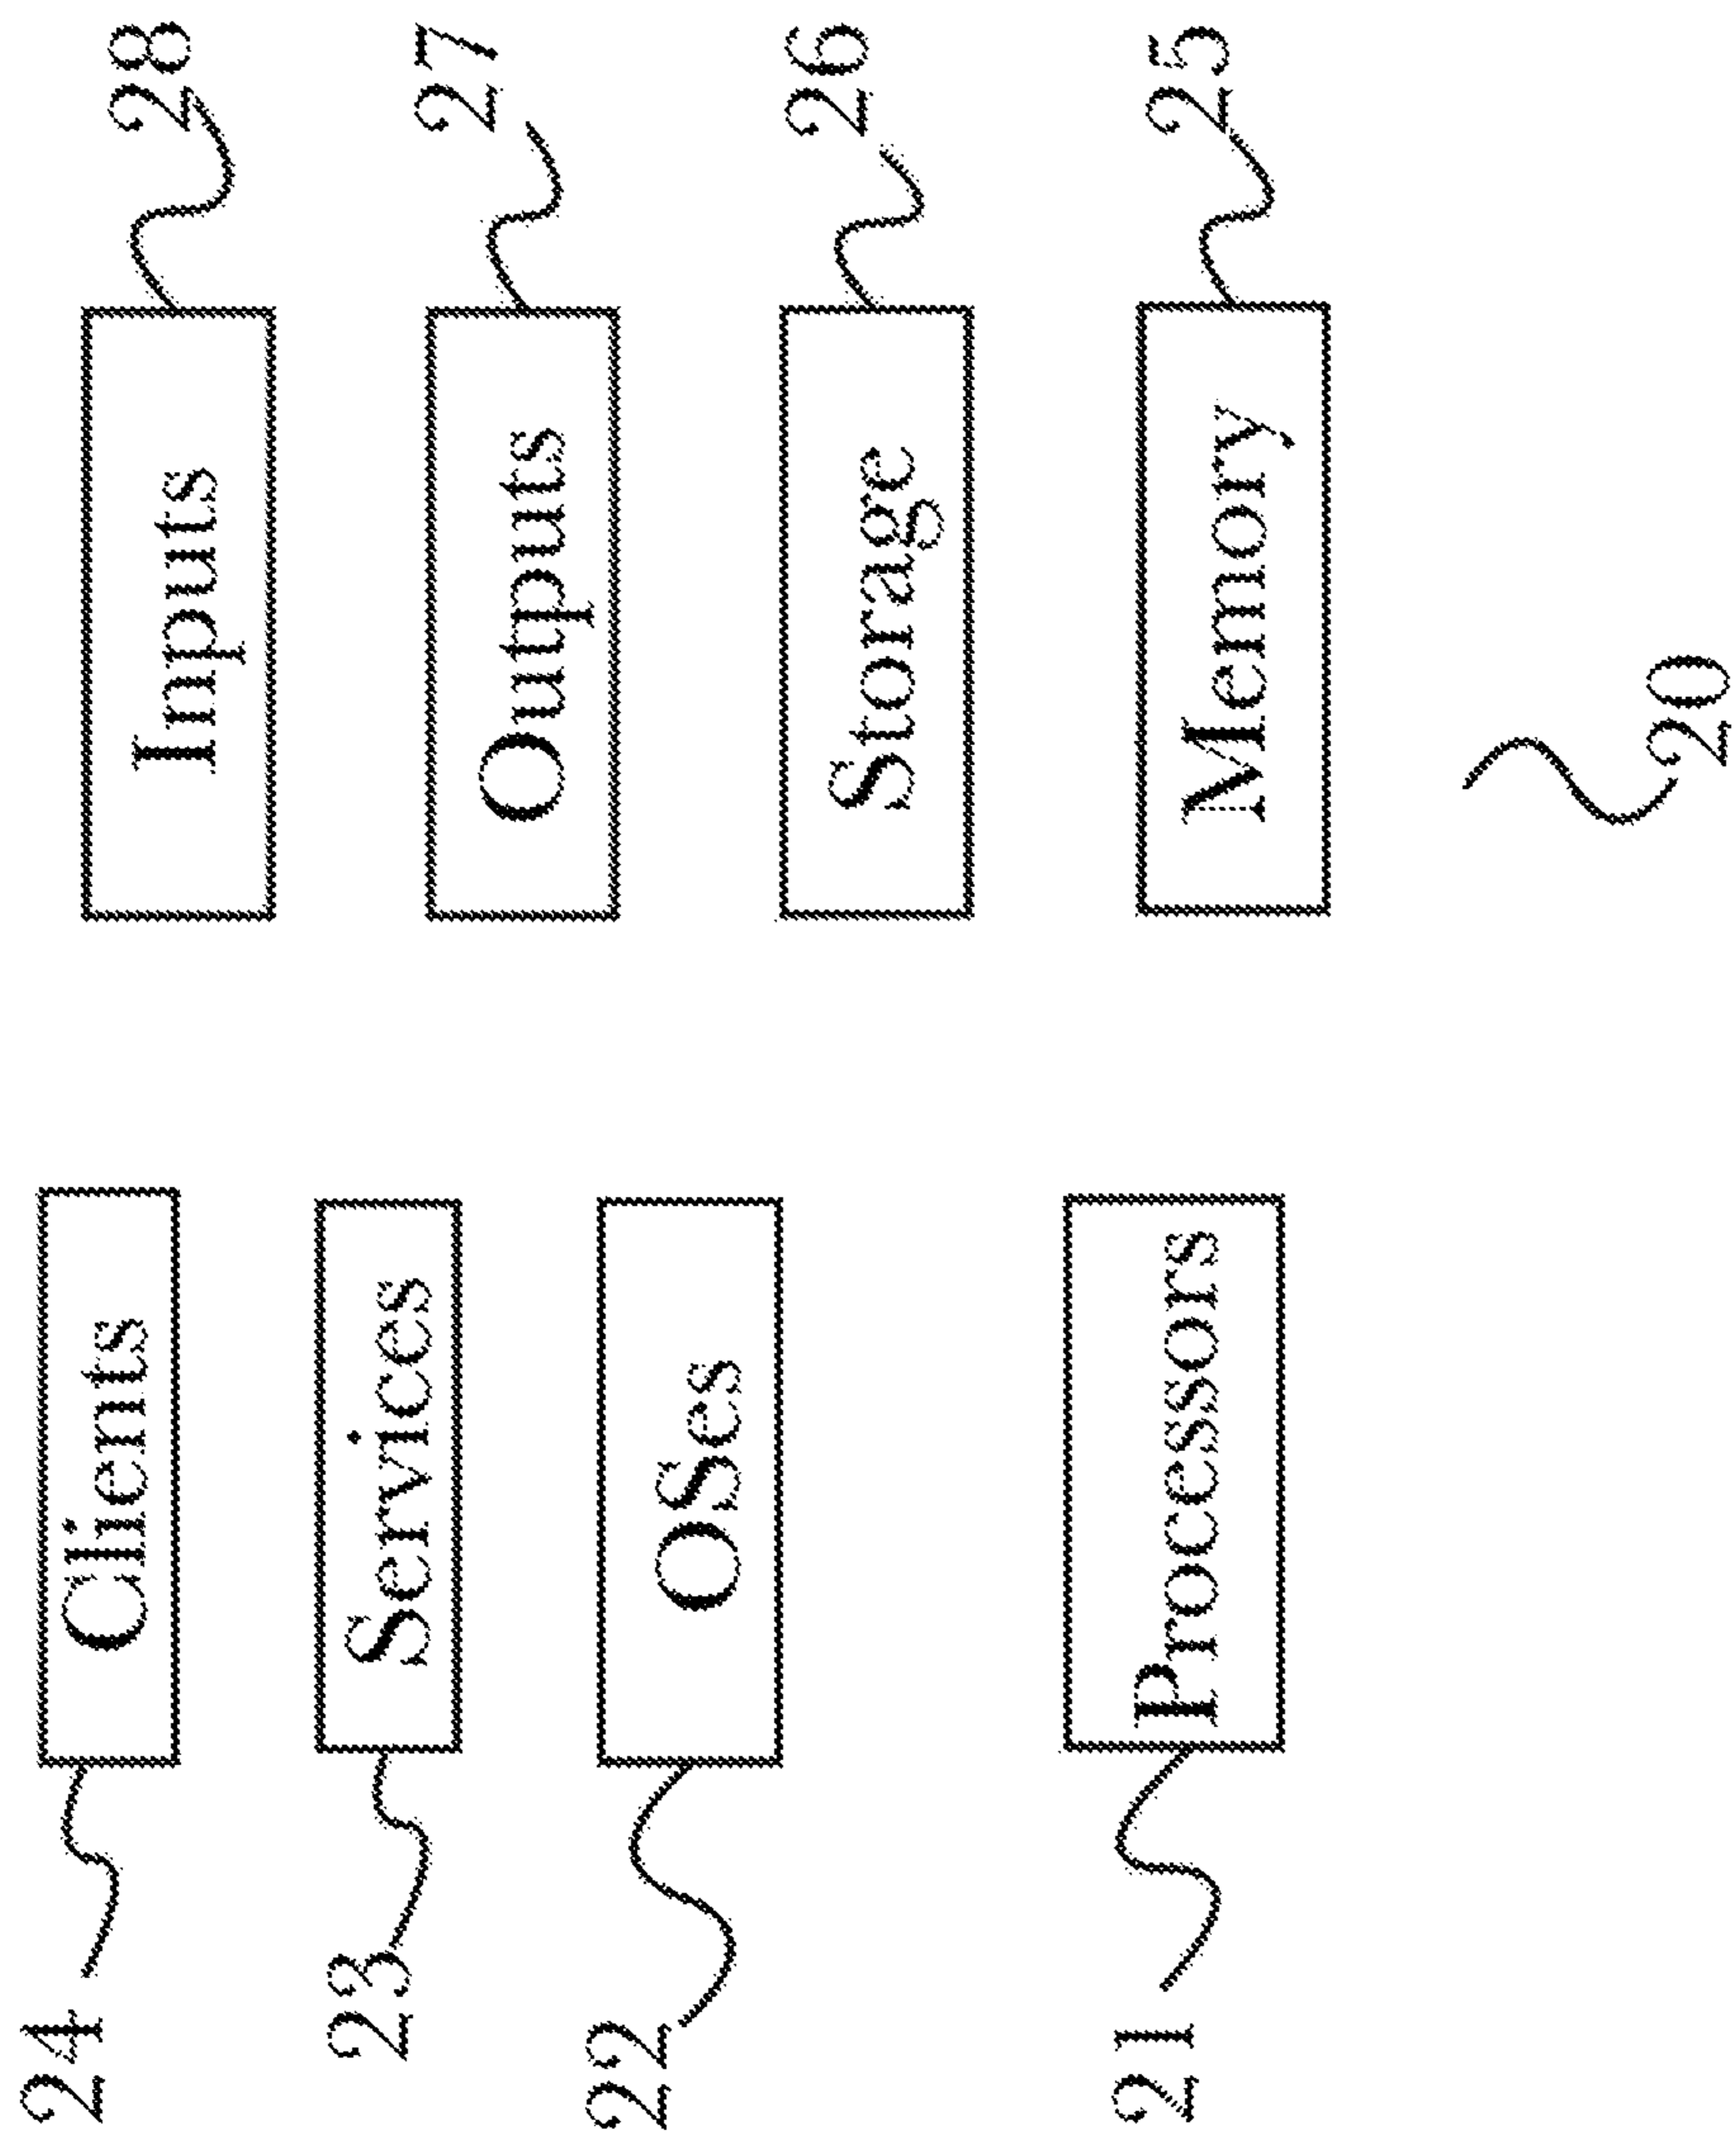 24 Clients
23 Services
22 OSes
21 Processors
Inputs 28
Outputs 27
Storage 26
Memory 25
20